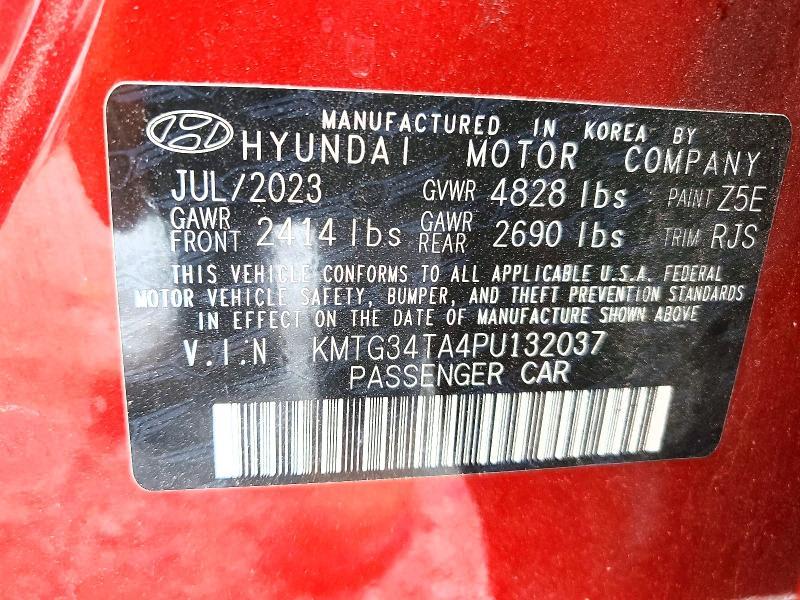 MANUFACTURED IN KOREA BY
HYUNDAI MOTOR COMPANY
JUL/2023 GVWR 4828 lbs PAINT Z5E
GAWR FRONT 2414 lbs GAWR REAR 2690 lbs TRIM RJS
THIS VEHICLE CONFORMS TO ALL APPLICABLE U.S.A. FEDERAL
MOTOR VEHICLE SAFETY, BUMPER, AND THEFT PREVENTION STANDARDS
IN EFFECT ON THE DATE OF MANUFACTURE SHOWN ABOVE
V.I.N KMTG34TA4PU132037
PASSENGER CAR